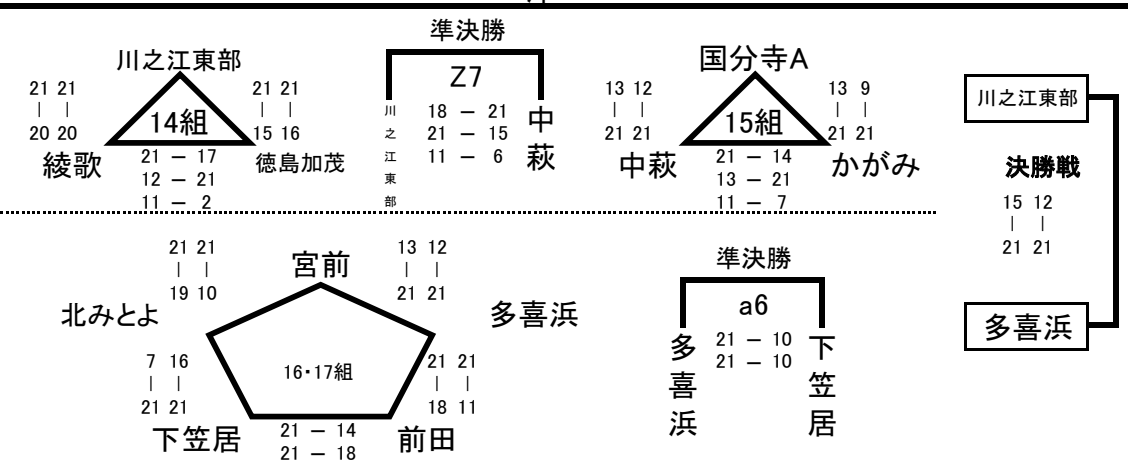 準決勝
川之江東部
国分寺A
21 21
| |
20 20
21 21
| |
15 16
14組
Z7
川之江東部
18 － 21
21 － 15
11 － 6
中萩
13 12
| |
21 21
13 9
| |
21 21
15組
川之江東部
綾歌
21 － 17
12 － 21
11 － 2
徳島加茂
中萩
21 － 14
13 － 21
11 － 7
かがみ
決勝戦
15 12
| |
21 21
21 21
| |
19 10
宮前
13 12
| |
21 21
準決勝
北みとよ
多喜浜
a6
多喜浜
21 － 10
21 － 10
下笠居
多喜浜
7 16
| |
21 21
16・17組
21 21
| |
18 11
下笠居
21 － 14
21 － 18
前田